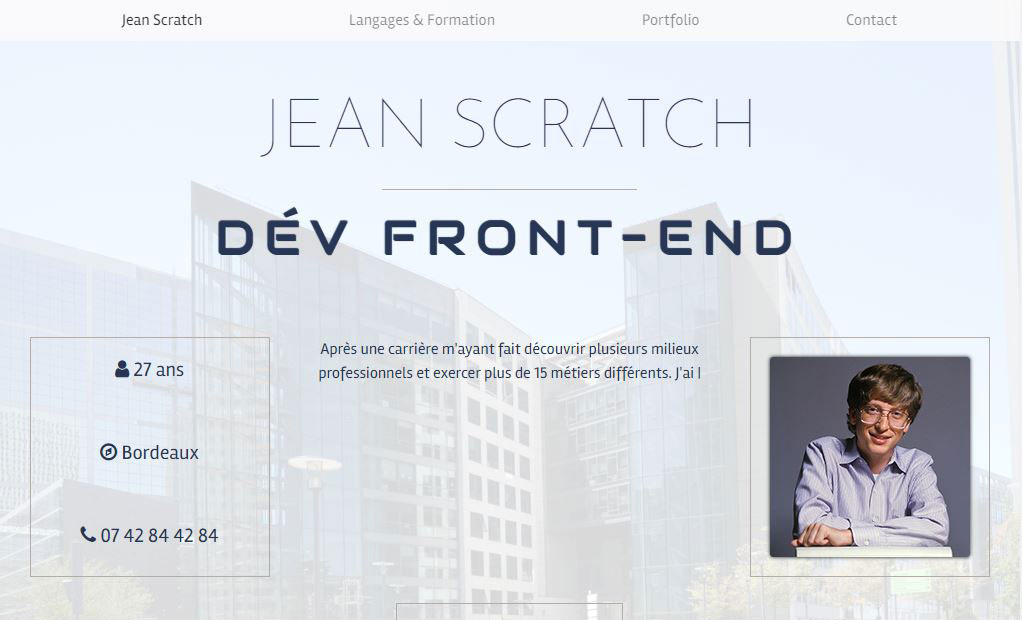 Jean Scratch
Langages & Formation
Portfolio
Contact
JEAN SCRATCH
DÉV FRONT-END
27 ans
Bordeaux
07 42 84 42 84
Après une carrière m'ayant fait découvrir plusieurs milieux
professionnels et exercer plus de 15 métiers différents. J'ai l